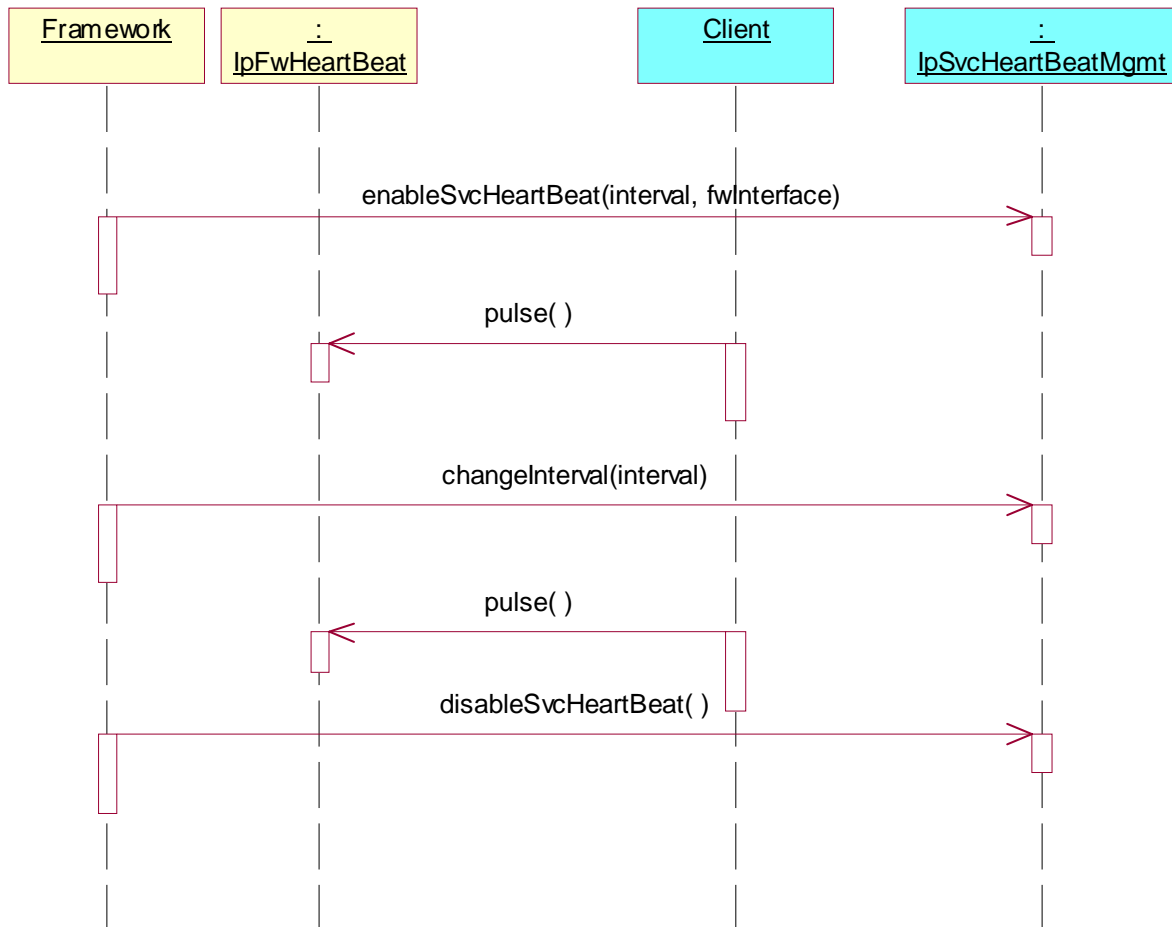 Framework
:
IpFwHeartBeat
Client
:
IpSvcHeartBeatMgmt
enableSvcHeartBeat(interval, fwInterface)
pulse( )
changeInterval(interval)
pulse( )
disableSvcHeartBeat( )